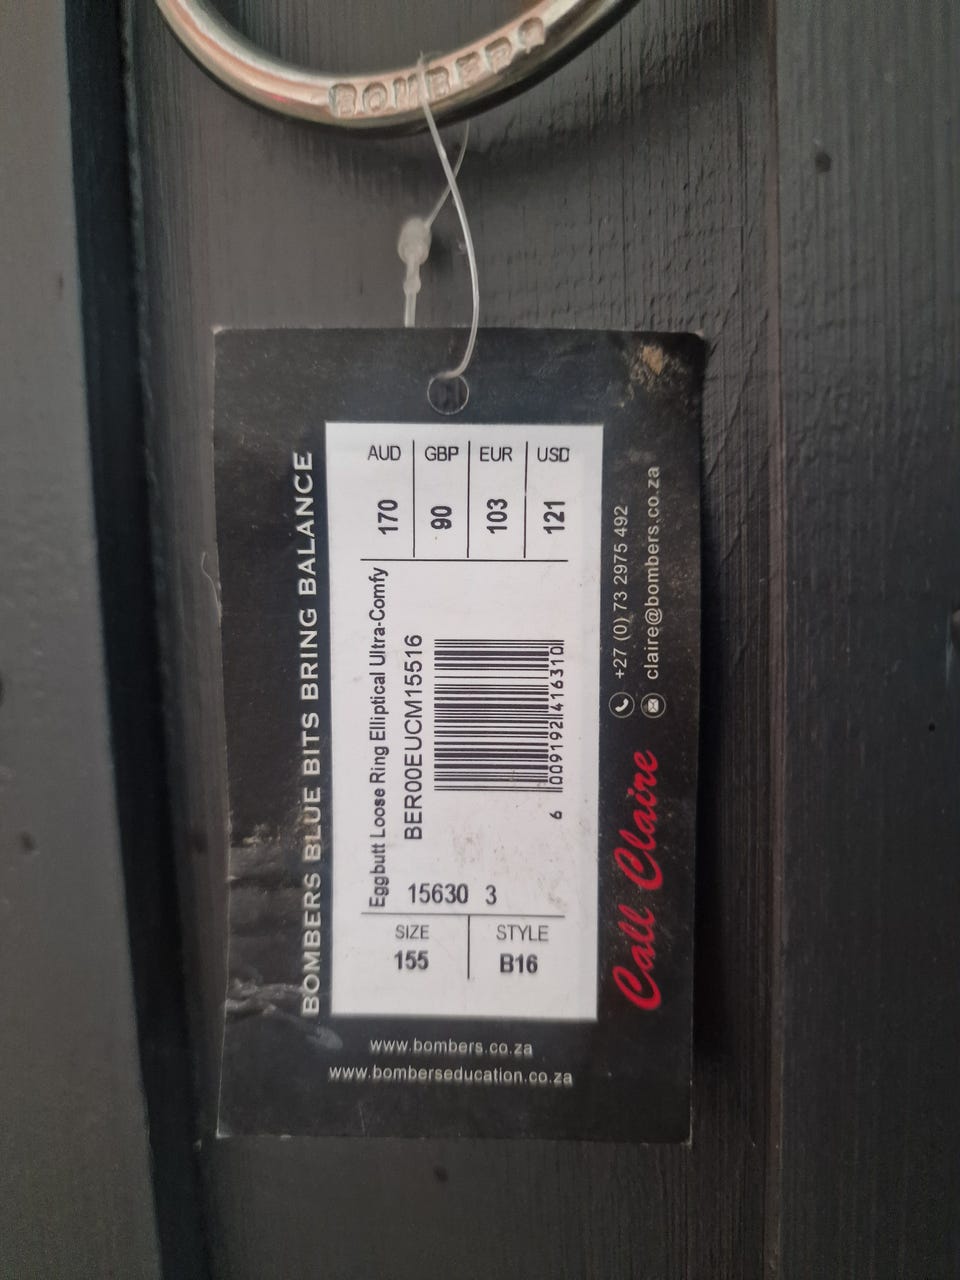 BOMBERS
BOMBERS BLUE BITS BRING BALANCE
AUD
170
GBP
90
EUR
103
USD
121
Eggbutt Loose Ring Elliptical Ultra-Comfy
BER00EUCM15516
6 009192 416310
15630 3
SIZE
155
STYLE
B16
Call Claire
+27 (0) 73 2975 492
claire@bombers.co.za
www.bombers.co.za
www.bomberseducation.co.za